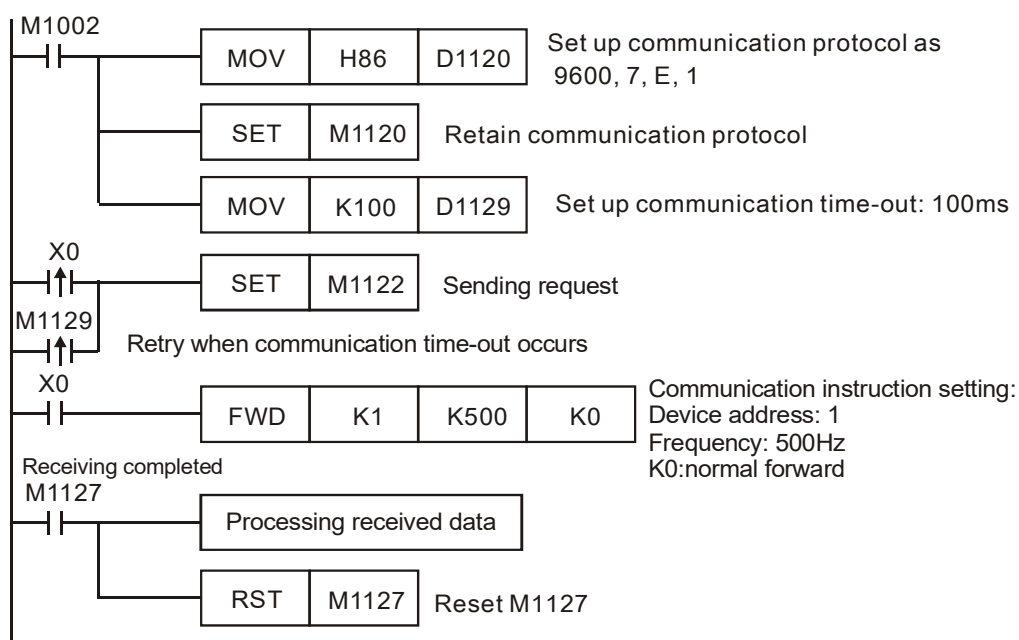 M1002
MOV H86 D1120 Set up communication protocol as
9600, 7, E, 1
SET M1120 Retain communication protocol
MOV K100 D1129 Set up communication time-out: 100ms
X0
SET M1122 Sending request
M1129
Retry when communication time-out occurs
X0
FWD K1 K500 K0
Communication instruction setting:
Device address: 1
Frequency: 500Hz
K0:normal forward
Receiving completed
M1127
Processing received data
RST M1127 Reset M1127